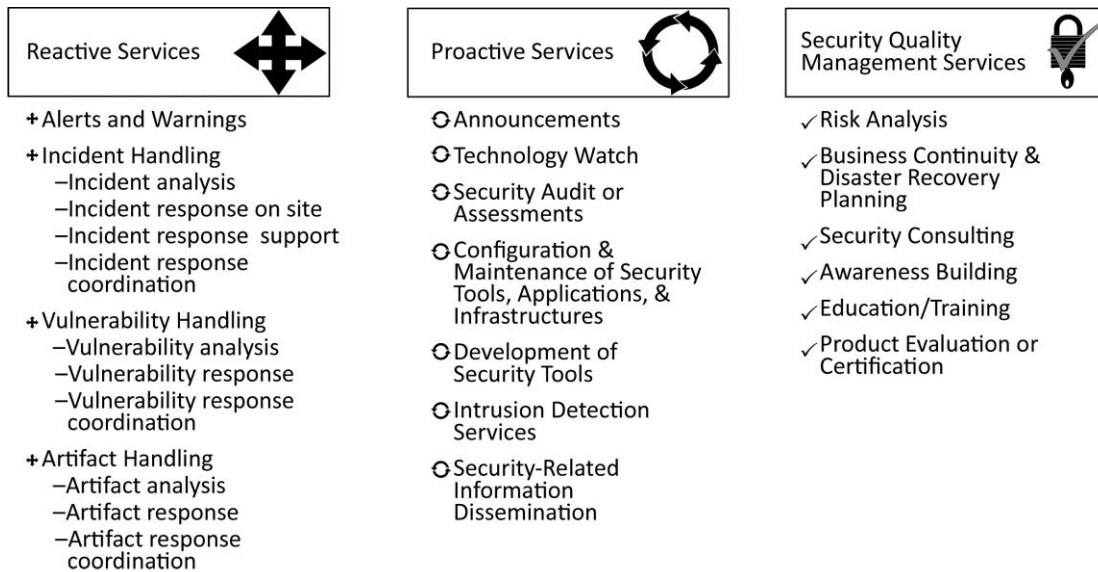 Reactive Services
+Alerts and Warnings
+Incident Handling
–Incident analysis
–Incident response on site
–Incident response support
–Incident response
coordination
+Vulnerability Handling
–Vulnerability analysis
–Vulnerability response
–Vulnerability response
coordination
+Artifact Handling
–Artifact analysis
–Artifact response
–Artifact response
coordination
Proactive Services
Announcements
Technology Watch
Security Audit or
Assessments
Configuration &
Maintenance of Security
Tools, Applications, &
Infrastructures
Development of
Security Tools
Intrusion Detection
Services
Security-Related
Information
Dissemination
Security Quality
Management Services
✓Risk Analysis
✓Business Continuity &
Disaster Recovery
Planning
✓Security Consulting
✓Awareness Building
✓Education/Training
✓Product Evaluation or
Certification